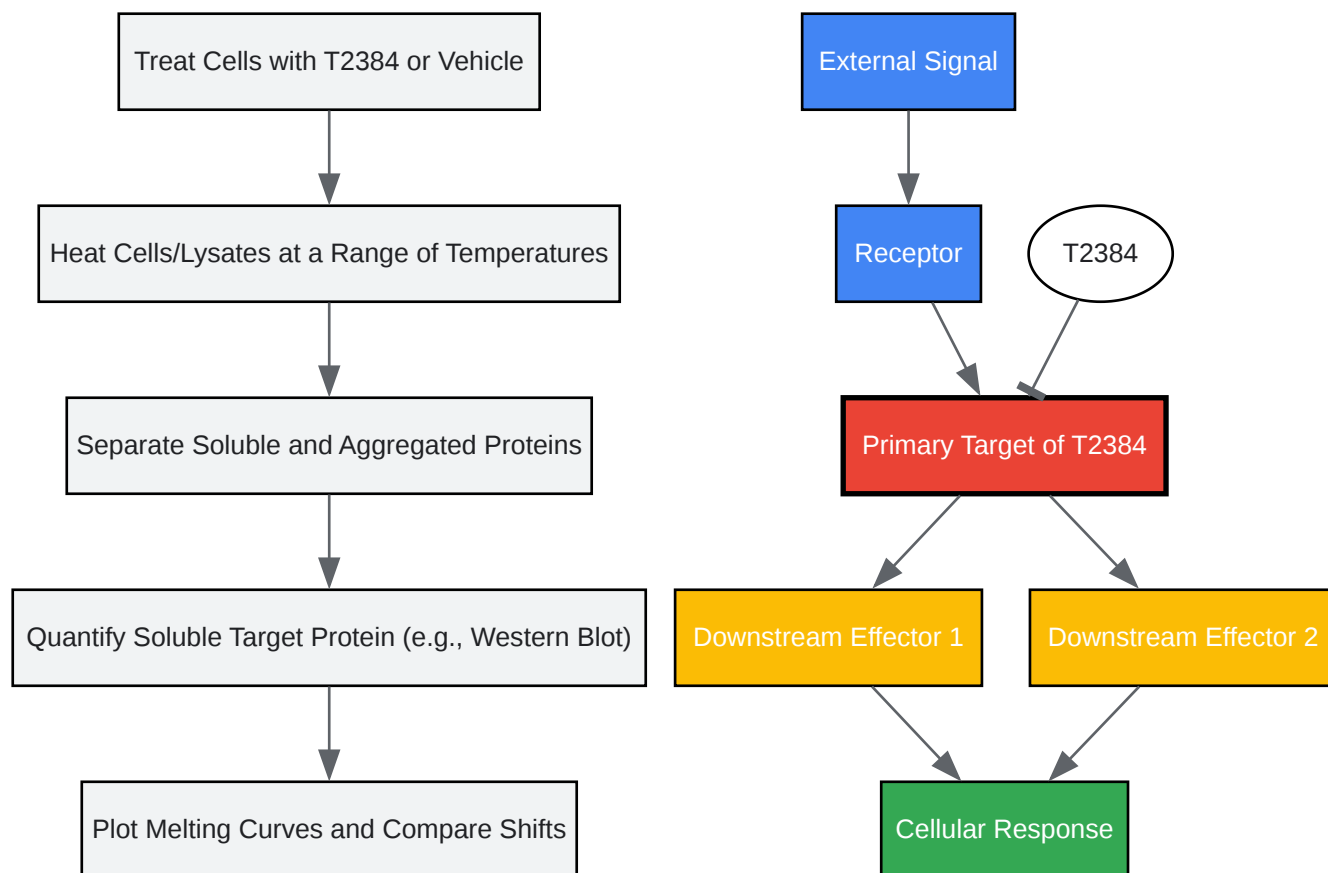 Treat Cells with T2384 or Vehicle
Heat Cells/Lysates at a Range of Temperatures
Separate Soluble and Aggregated Proteins
Quantify Soluble Target Protein (e.g., Western Blot)
Plot Melting Curves and Compare Shifts
External Signal
Receptor
T2384
Primary Target of T2384
Downstream Effector 1
Downstream Effector 2
Cellular Response